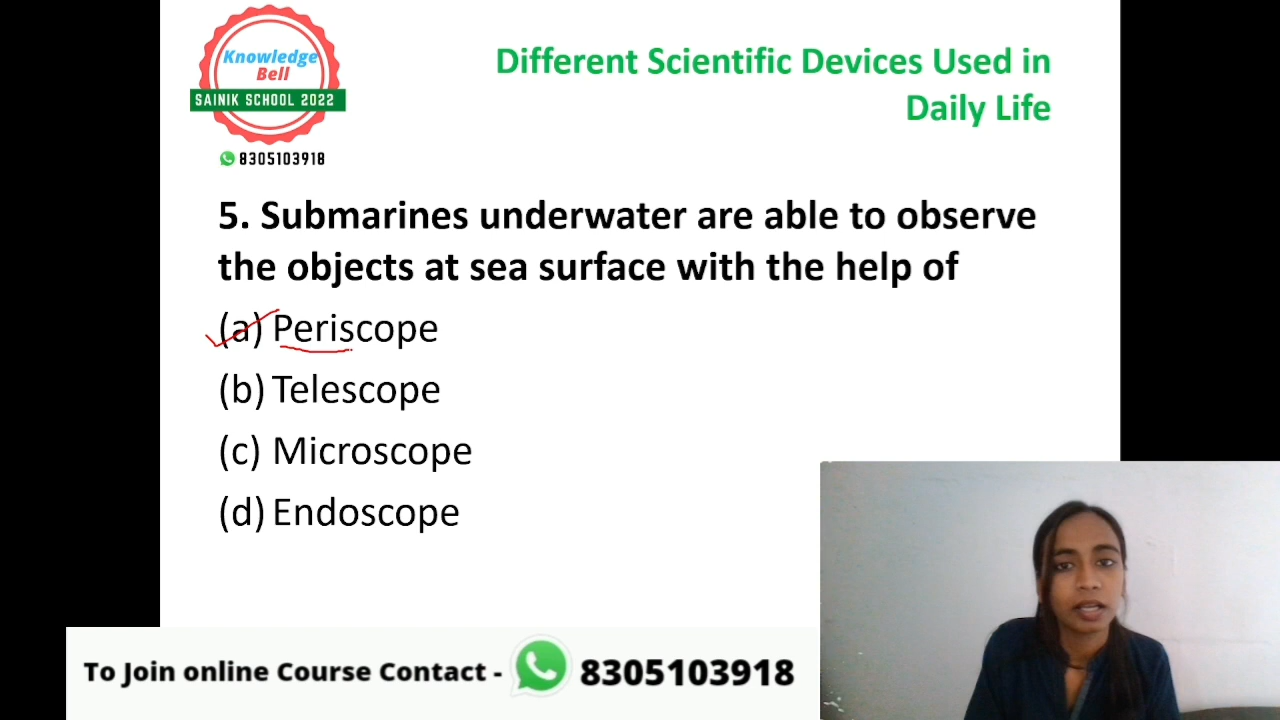 Knowledge
Bell
SAINIK SCHOOL 2022
8305103918
Different Scientific Devices Used in
Daily Life
5. Submarines underwater are able to observe
the objects at sea surface with the help of
(a) Periscope
(b) Telescope
(c) Microscope
(d) Endoscope
To Join online Course Contact - 8305103918